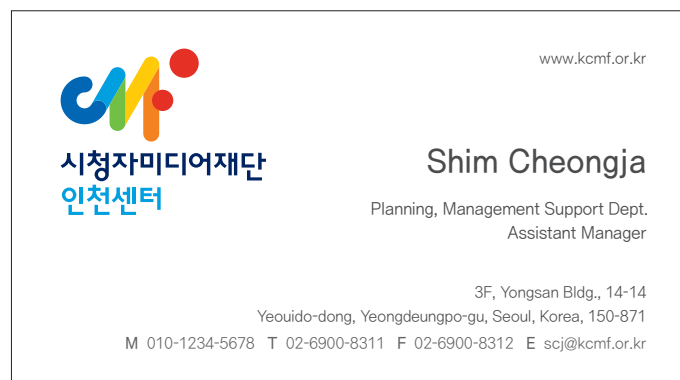 www.kcmf.or.kr
시청자미디어재단
인천센터
Shim Cheongja
Planning, Management Support Dept.
Assistant Manager
3F, Yongsan Bldg., 14-14
Yeouido-dong, Yeongdeungpo-gu, Seoul, Korea, 150-871
M 010-1234-5678 T 02-6900-8311 F 02-6900-8312 E scj@kcmf.or.kr